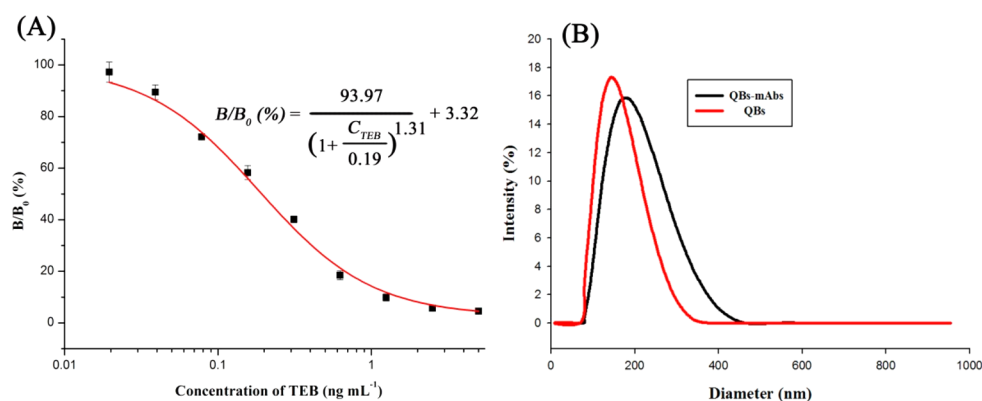 (A)
100
80
60
40
20
0
B/B0 (%)
B/B0 (%) = 93.97 / (1+ CTEB / 0.19)1.31 + 3.32
0.01
0.1
1
Concentration of TEB (ng mL-1)
(B)
20
18
16
14
12
10
8
6
4
2
0
Intensity (%)
QBs-mAbs
QBs
0
200
400
600
800
1000
Diameter (nm)